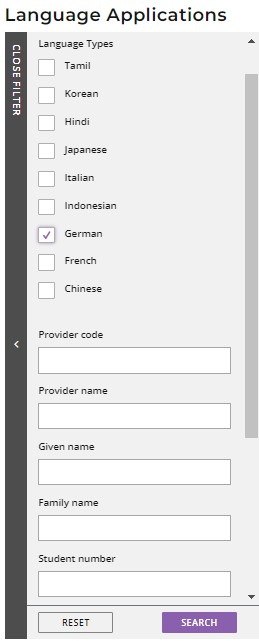 Language Applications
CLOSE FILTER
Language Types
Tamil
Korean
Hindi
Japanese
Italian
Indonesian
German
French
Chinese
Provider code
Provider name
Given name
Family name
Student number
RESET
SEARCH